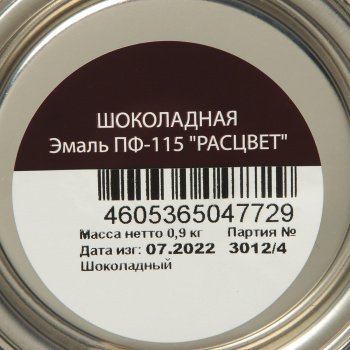 ШОКОЛАДНАЯ
Эмаль ПФ-115 "РАСЦВЕТ"
4605365047729
Масса нетто 0,9 кг Партия №
Дата изг: 07.2022 3012/4
Шоколадный